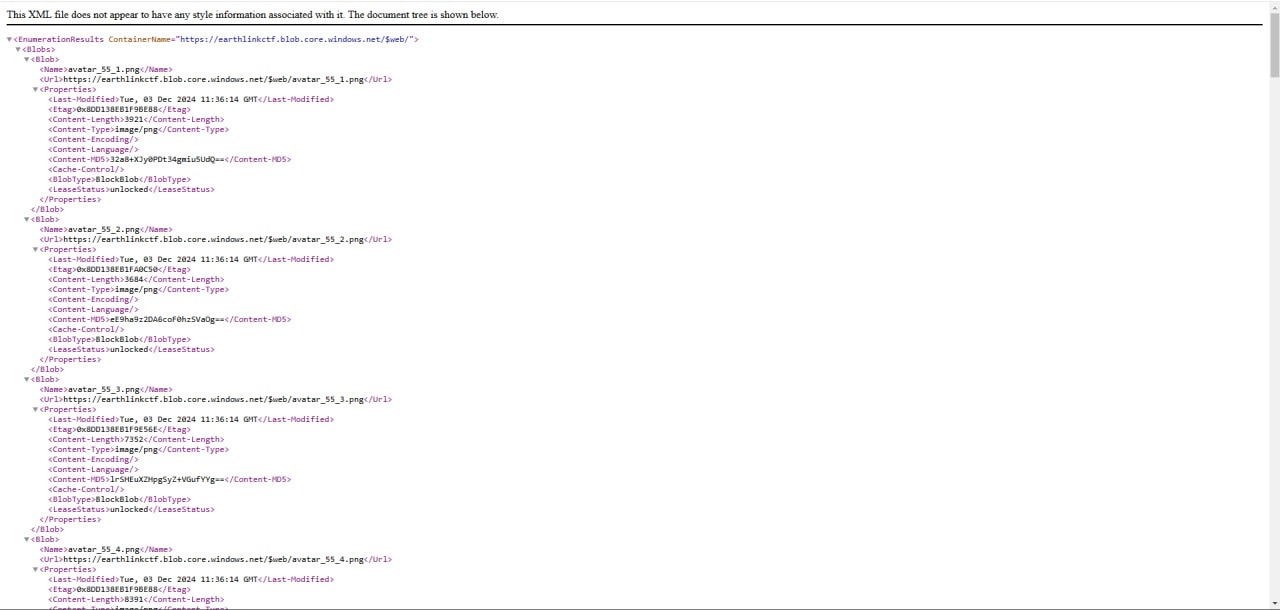 This XML file does not appear to have any style information associated with it. The document tree is shown below.
▼<EnumerationResults ContainerName="https://earthlinkctf.blob.core.windows.net/$web/">
▼<Blobs>
▼<Blob>
<Name>avatar_55_1.png</Name>
<Url>https://earthlinkctf.blob.core.windows.net/$web/avatar_55_1.png</Url>
▼<Properties>
<Last-Modified>Tue, 03 Dec 2024 11:36:14 GMT</Last-Modified>
<Etag>0x8DD138EB1F9BE88</Etag>
<Content-Length>3921</Content-Length>
<Content-Type>image/png</Content-Type>
<Content-Encoding/>
<Content-Language/>
<Content-MD5>32a8+XJy0PDt34gmiu5UdQ==</Content-MD5>
<Cache-Control/>
<BlobType>BlockBlob</BlobType>
<LeaseStatus>unlocked</LeaseStatus>
</Properties>
</Blob>
▼<Blob>
<Name>avatar_55_2.png</Name>
<Url>https://earthlinkctf.blob.core.windows.net/$web/avatar_55_2.png</Url>
▼<Properties>
<Last-Modified>Tue, 03 Dec 2024 11:36:14 GMT</Last-Modified>
<Etag>0x8DD138EB1FA0C50</Etag>
<Content-Length>3684</Content-Length>
<Content-Type>image/png</Content-Type>
<Content-Encoding/>
<Content-Language/>
<Content-MD5>eE9ha9z2DA6coF0hzSVaOg==</Content-MD5>
<Cache-Control/>
<BlobType>BlockBlob</BlobType>
<LeaseStatus>unlocked</LeaseStatus>
</Properties>
</Blob>
▼<Blob>
<Name>avatar_55_3.png</Name>
<Url>https://earthlinkctf.blob.core.windows.net/$web/avatar_55_3.png</Url>
▼<Properties>
<Last-Modified>Tue, 03 Dec 2024 11:36:14 GMT</Last-Modified>
<Etag>0x8DD138EB1F9E56E</Etag>
<Content-Length>7352</Content-Length>
<Content-Type>image/png</Content-Type>
<Content-Encoding/>
<Content-Language/>
<Content-MD5>lrSHEuXZHpgSyZ+VGufYYg==</Content-MD5>
<Cache-Control/>
<BlobType>BlockBlob</BlobType>
<LeaseStatus>unlocked</LeaseStatus>
</Properties>
</Blob>
▼<Blob>
<Name>avatar_55_4.png</Name>
<Url>https://earthlinkctf.blob.core.windows.net/$web/avatar_55_4.png</Url>
▼<Properties>
<Last-Modified>Tue, 03 Dec 2024 11:36:14 GMT</Last-Modified>
<Etag>0x8DD138EB1F9BE88</Etag>
<Content-Length>8391</Content-Length>
<Content-Type>image/png</Content-Type>